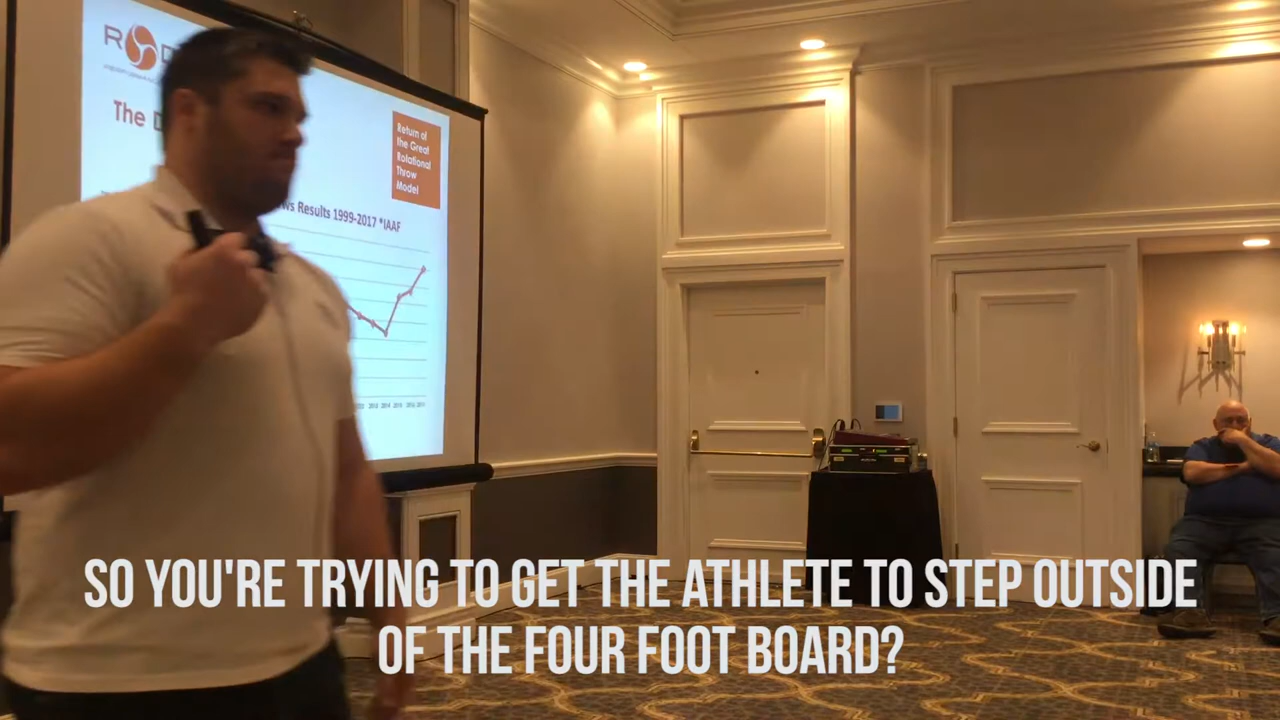 The
Return of
the Great
Rotational
Throw
Model
Results 1999-2017 *IAAF
SO YOU'RE TRYING TO GET THE ATHLETE TO STEP OUTSIDE
OF THE FOUR FOOT BOARD?